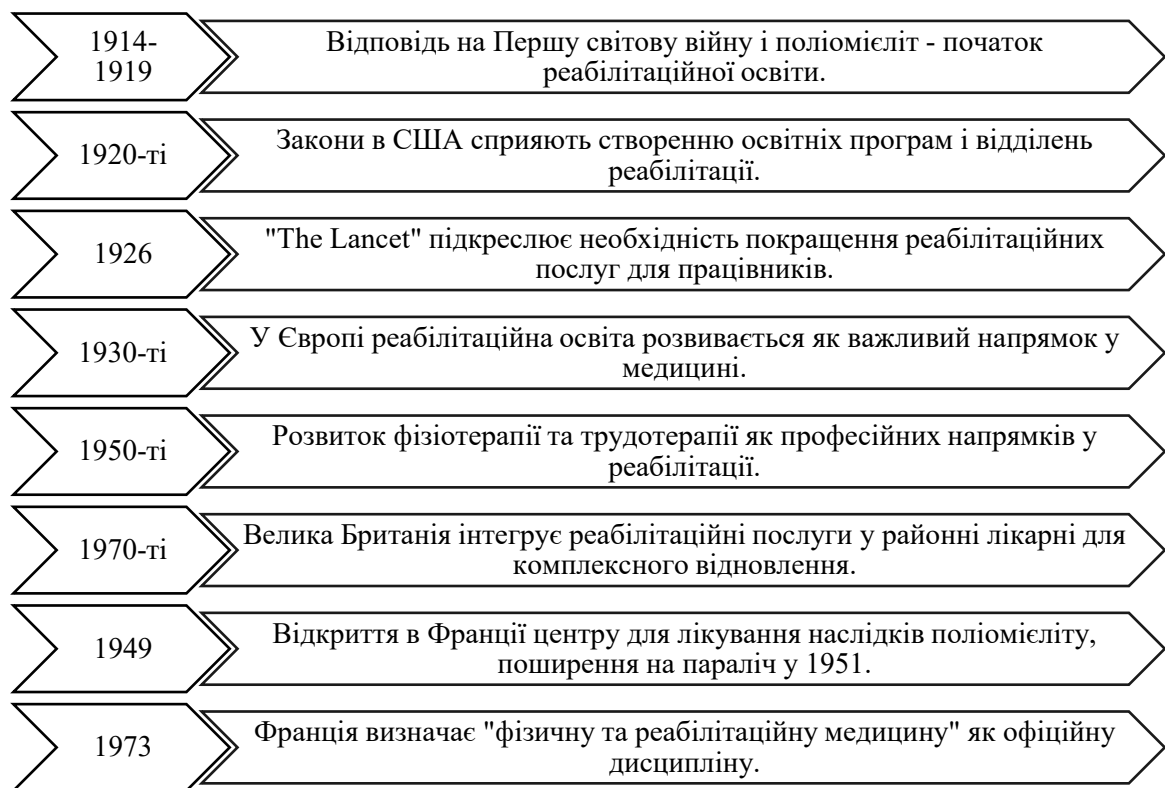 1914-
1919
Відповідь на Першу світову війну і поліомієліт - початок
реабілітаційної освіти.
1920-ті
Закони в США сприяють створенню освітніх програм і відділень
реабілітації.
1926
"The Lancet" підкреслює необхідність покращення реабілітаційних
послуг для працівників.
1930-ті
У Європі реабілітаційна освіта розвивається як важливий напрямок у
медицині.
1950-ті
Розвиток фізіотерапії та трудотерапії як професійних напрямків у
реабілітації.
1970-ті
Велика Британія інтегрує реабілітаційні послуги у районні лікарні для
комплексного відновлення.
1949
Відкриття в Франції центру для лікування наслідків поліомієліту,
поширення на параліч у 1951.
1973
Франція визначає "фізичну та реабілітаційну медицину" як офіційну
дисципліну.